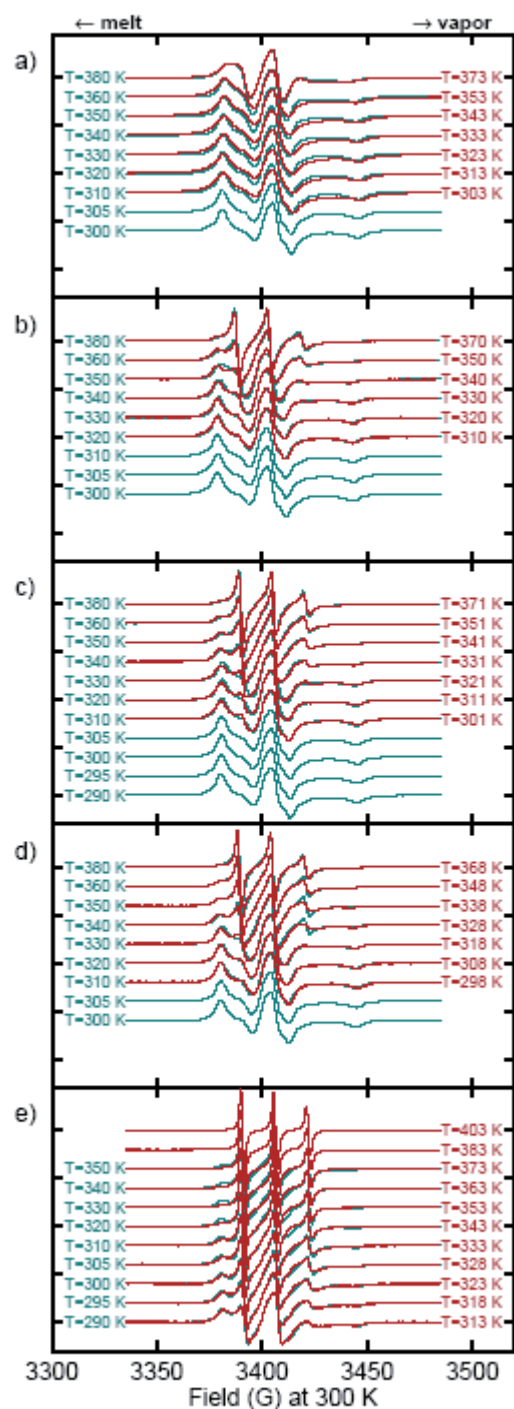 ← melt → vapor
a)
T=380 K T=373 K
T=360 K T=353 K
T=350 K T=343 K
T=340 K T=333 K
T=330 K T=323 K
T=320 K T=313 K
T=310 K T=303 K
T=305 K
T=300 K
b)
T=380 K T=370 K
T=360 K T=350 K
T=350 K T=340 K
T=340 K T=330 K
T=330 K T=320 K
T=320 K T=310 K
T=310 K
T=305 K
T=300 K
c)
T=380 K T=371 K
T=360 K T=351 K
T=350 K T=341 K
T=340 K T=331 K
T=330 K T=321 K
T=320 K T=311 K
T=310 K T=301 K
T=305 K
T=300 K
T=295 K
T=290 K
d)
T=380 K T=368 K
T=360 K T=348 K
T=350 K T=338 K
T=340 K T=328 K
T=330 K T=318 K
T=320 K T=308 K
T=310 K T=298 K
T=305 K
T=300 K
e)
T=403 K
T=383 K
T=350 K T=373 K
T=340 K T=363 K
T=330 K T=353 K
T=320 K T=343 K
T=310 K T=333 K
T=305 K T=328 K
T=300 K T=323 K
T=295 K T=318 K
T=290 K T=313 K
3300 3350 3400 3450 3500
Field (G) at 300 K